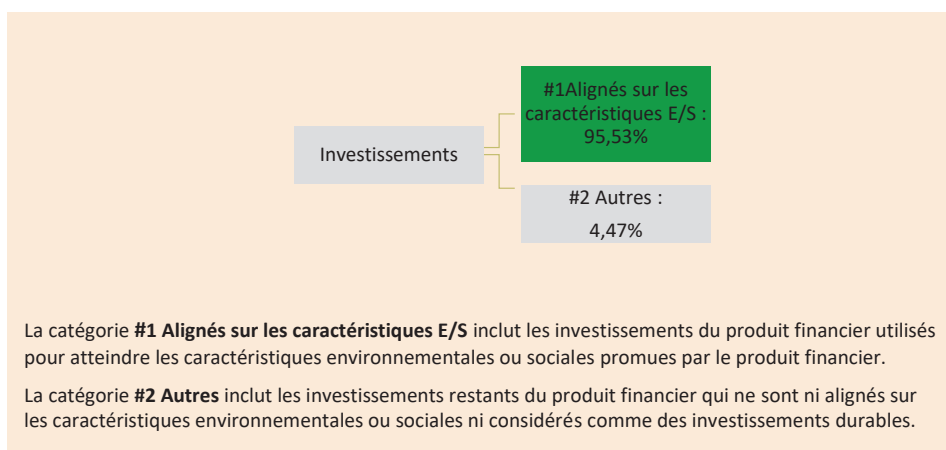 #1Alignés sur les
caractéristiques E/S :
95,53%
Investissements
#2 Autres :
4,47%
La catégorie #1 Alignés sur les caractéristiques E/S inclut les investissements du produit financier utilisés
pour atteindre les caractéristiques environnementales ou sociales promues par le produit financier.
La catégorie #2 Autres inclut les investissements restants du produit financier qui ne sont ni alignés sur
les caractéristiques environnementales ou sociales ni considérés comme des investissements durables.